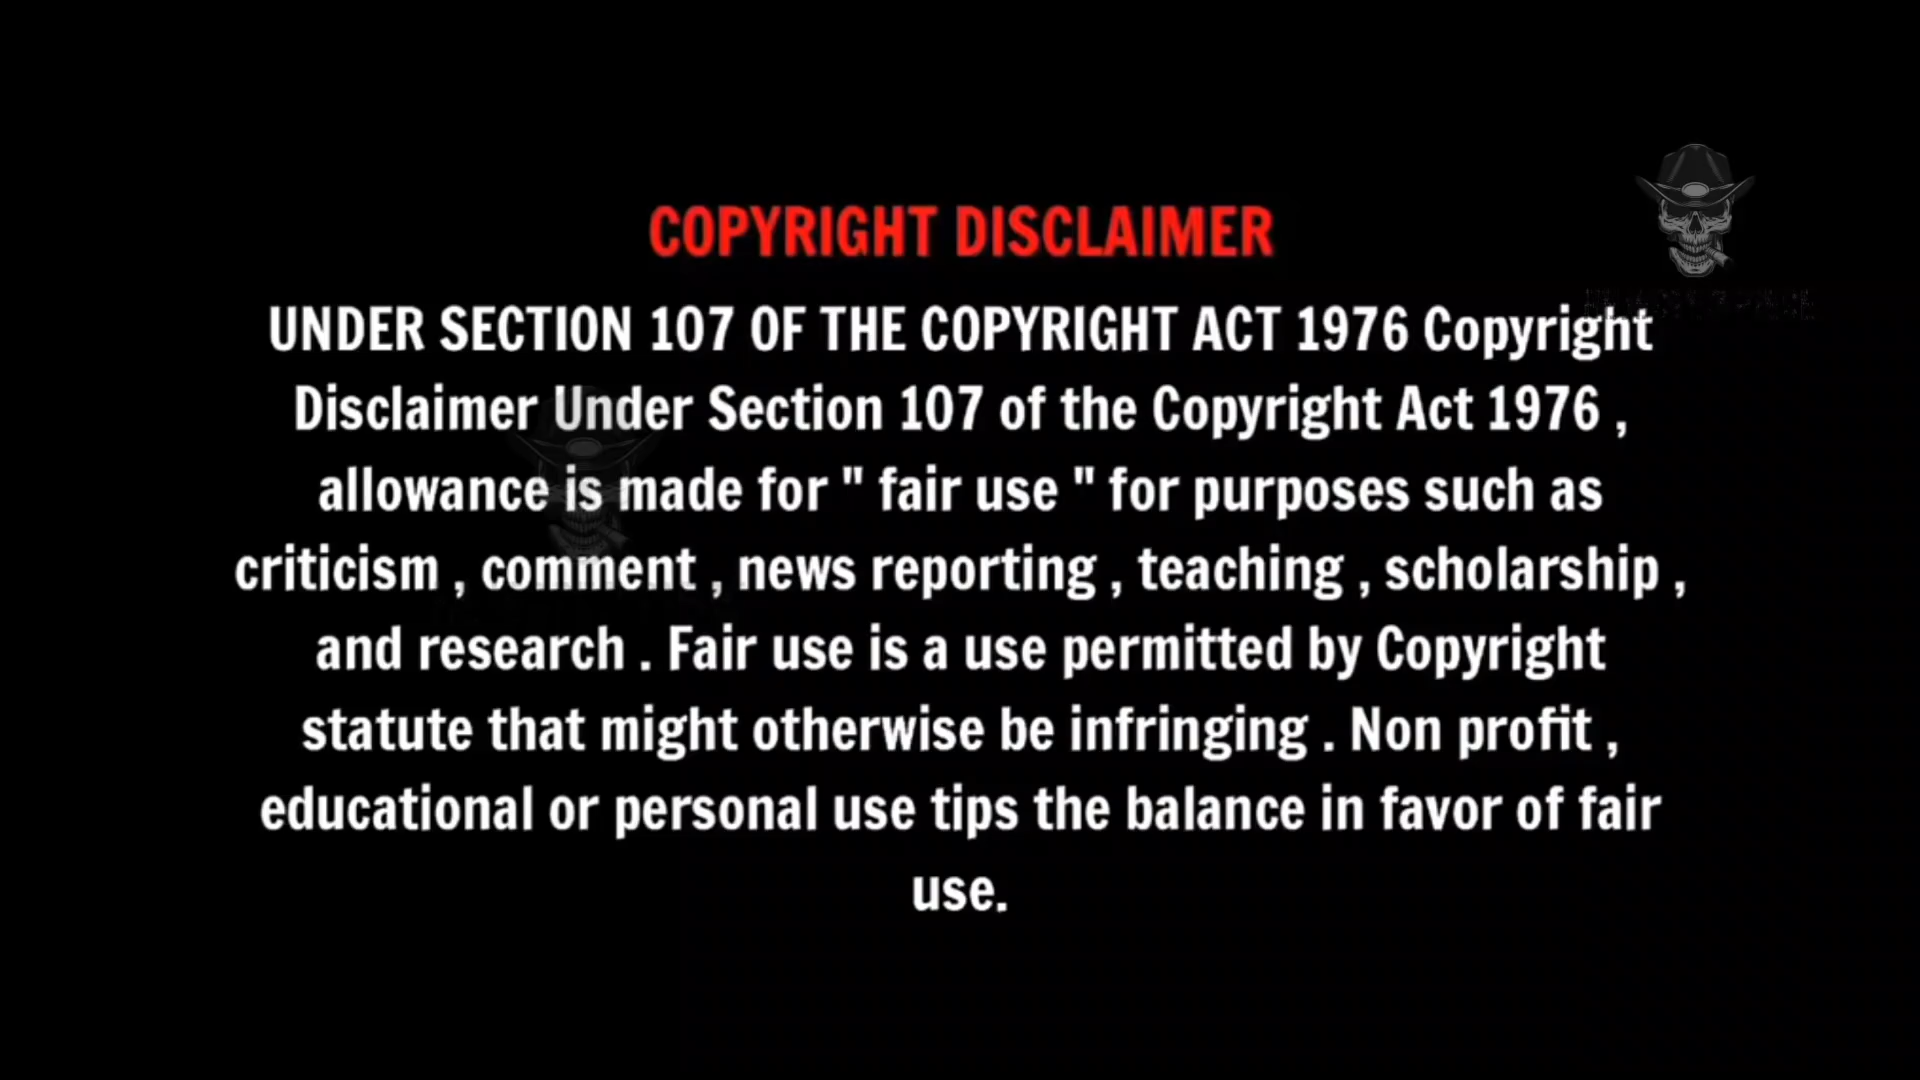 COPYRIGHT DISCLAIMER
UNDER SECTION 107 OF THE COPYRIGHT ACT 1976 Copyright
Disclaimer Under Section 107 of the Copyright Act 1976 ,
allowance is made for " fair use " for purposes such as
criticism , comment , news reporting , teaching , scholarship ,
and research . Fair use is a use permitted by Copyright
statute that might otherwise be infringing . Non profit ,
educational or personal use tips the balance in favor of fair
use.